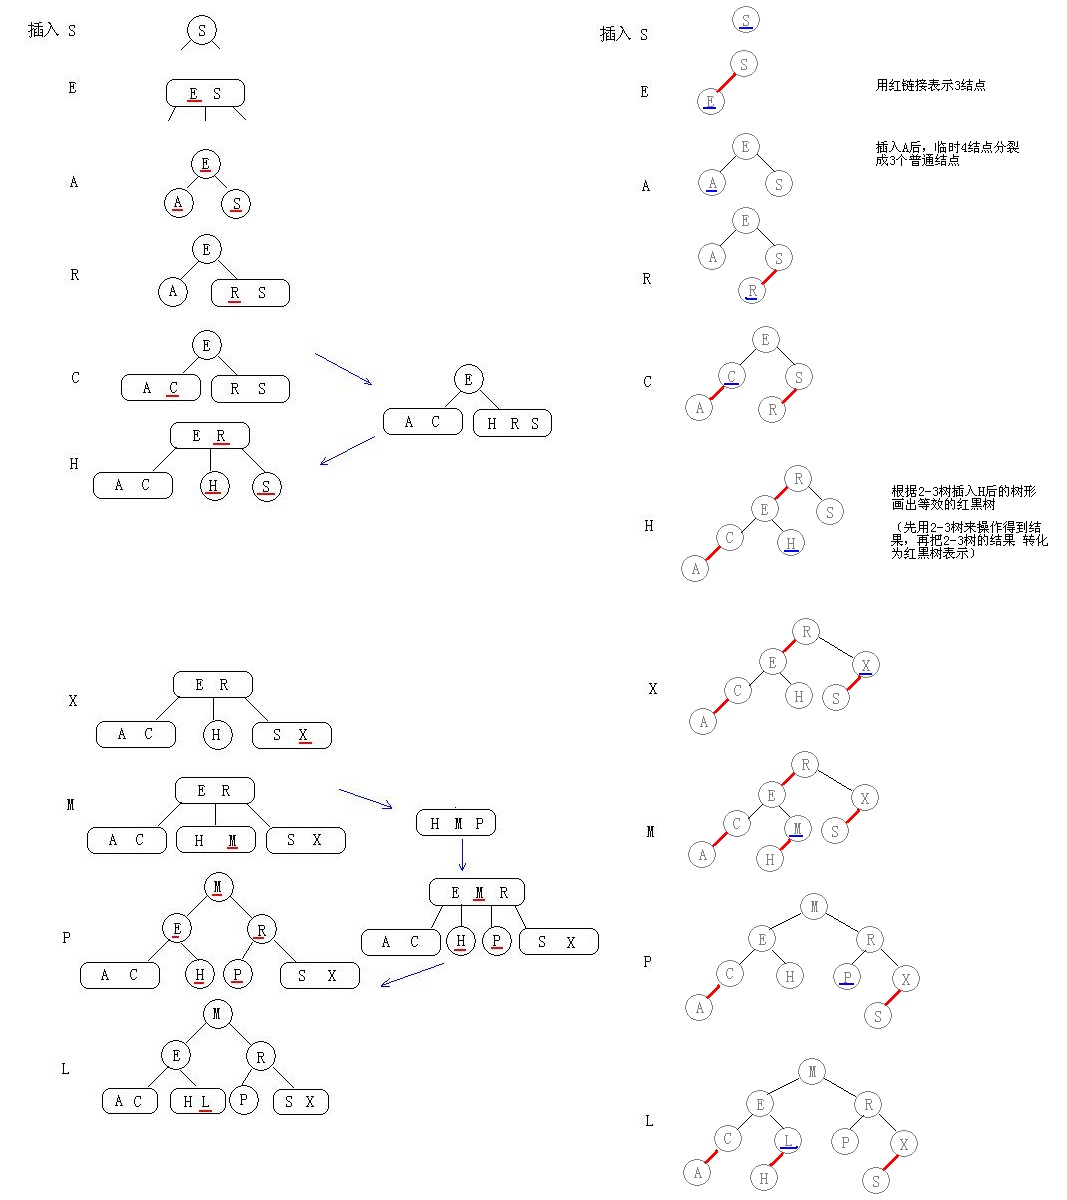 插入 S
S
E
E S
A
E
A S
R
E
A R S
C
E
A C R S
E
A C H R S
H
E R
A C H S
X
E R
A C H S X
M
E R
A C H M S X
H M P
E M R
A C H P S X
P
M
E R
A C H P S X
L
M
E R
A C H L P S X
插入 S
S
E
S
E
用红链接表示3结点
A
E
A S
插入A后，临时4结点分裂
成3个普通结点
R
E
A S
R
C
E
C S
A R
H
R
E S
C H
A
根据2-3树插入H后的树形
画出等效的红黑树
（先用2-3树来操作得到结
果，再把2-3树的结果 转化
为红黑树表示）
X
R
E X
C H S
A
M
R
E X
C M S
A H
P
M
E R
C H P X
A S
L
M
E R
C L P X
A H S